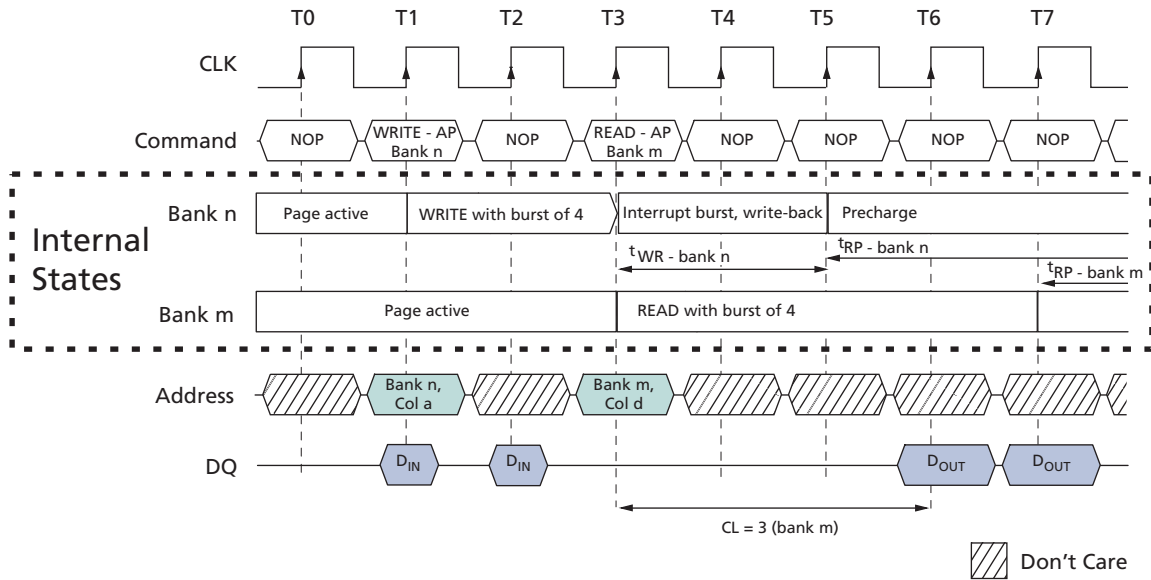 T0 T1 T2 T3 T4 T5 T6 T7
CLK
Command NOP WRITE - AP Bank n NOP READ - AP Bank m NOP NOP NOP NOP
Bank n Page active WRITE with burst of 4 Interrupt burst, write-back Precharge
Internal
States
tWR - bank n tRP - bank n
tRP - bank m
Bank m Page active READ with burst of 4
Address Bank n, Col a Bank m, Col d
DQ DIN DIN DOUT DOUT
CL = 3 (bank m)
Don't Care